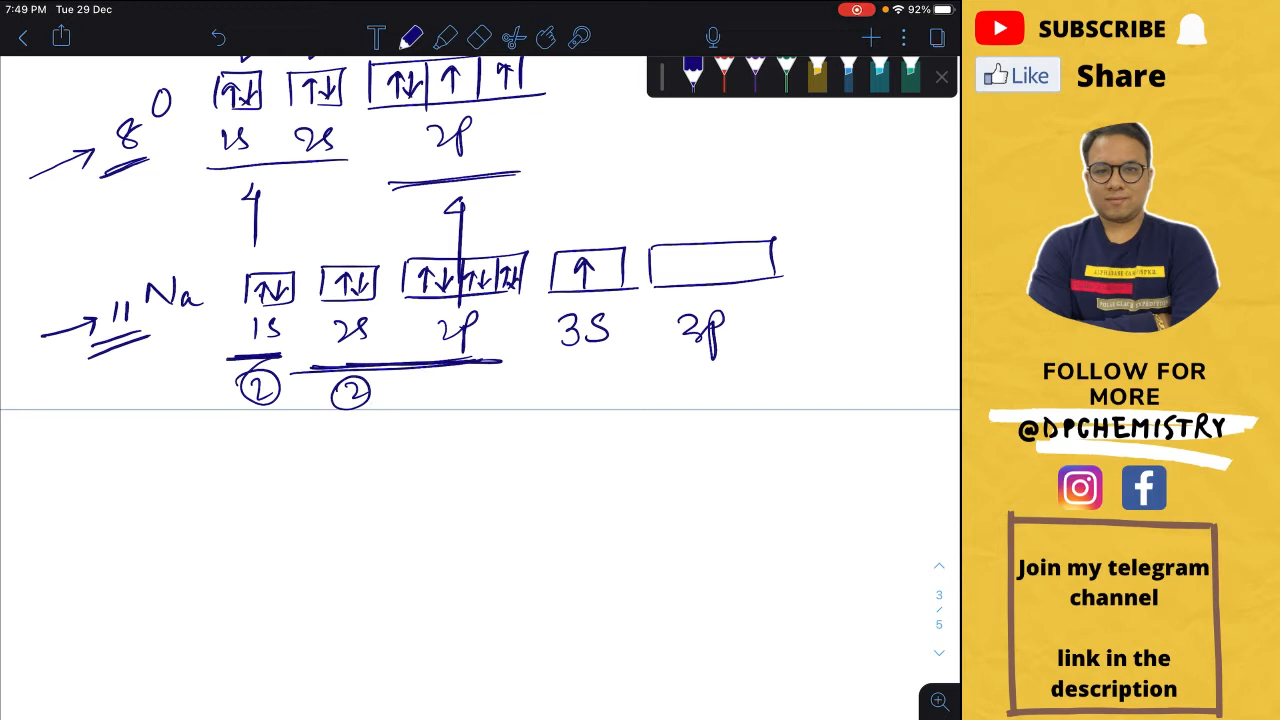 7:49 PM Tue 29 Dec
92%
8 O
1s 2s 2p
4 4
11 Na
1s 2s 2p 3s 3p
2 2
3
/
5
SUBSCRIBE
Like Share
FOLLOW FOR
MORE
@DPCHEMISTRY
Join my telegram
channel
link in the
description